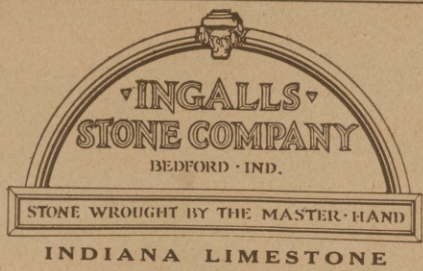 ▿INGALLS▿
STONE COMPANY
BEDFORD · IND.
STONE WROUGHT BY THE MASTER·HAND
INDIANA LIMESTONE